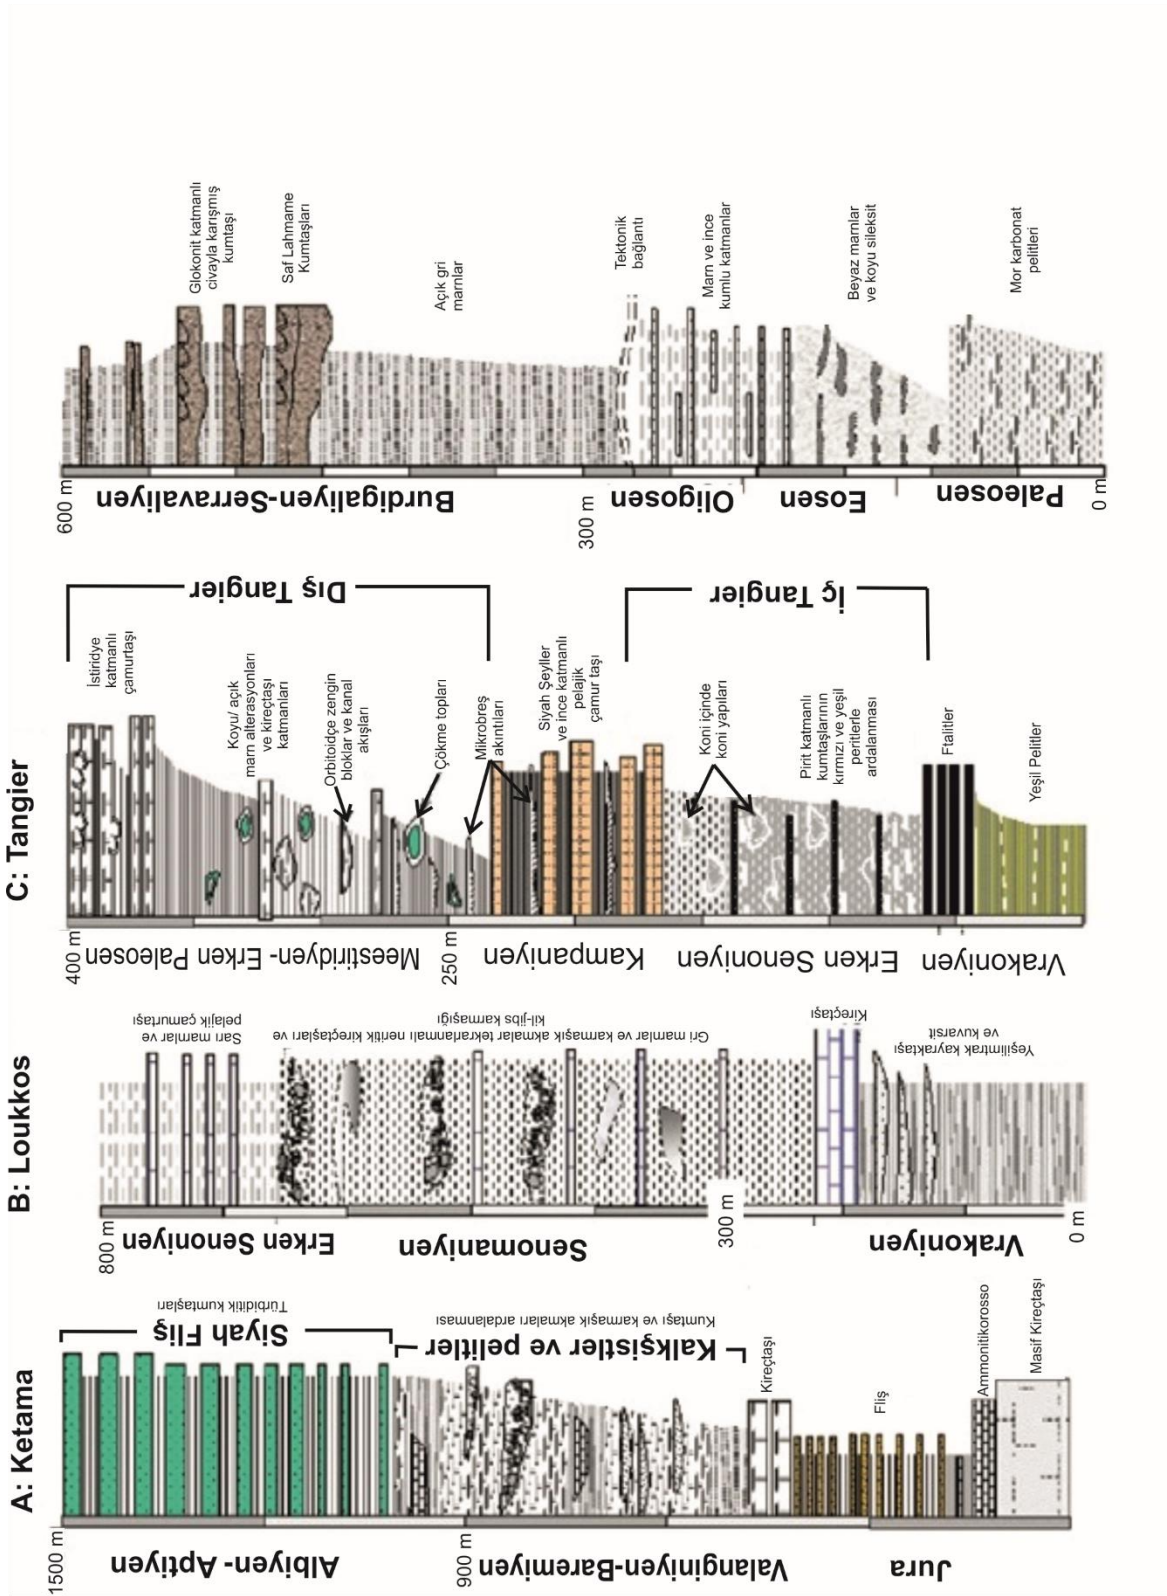 A: Ketama
1500 m
900 m
Albiyen - Aptiyen
Valanginiyen-Baremiyen
Jura
Siyah Fliş
Türbiditik kumtaşları
Kalkşistler ve pelitler
Kumtaşı ve karmaşık akmaları ardalanması
Kireçtaşı
Fliş
Ammonitikorosso
Masif Kireçtaşı
B: Loukkos
800 m
300 m
0 m
Erken Senoniyen
Senomaniyen
Vrakoniyen
Sarı marnlar ve
pelajik çamurtaşı
Gri marnlar ve karmaşık akmalar tekrarlanmalı neritik kireçtaşları ve
kil-jibs karmaşığı
Kireçtaşı
Yeşilimtrak kayraktaşı
ve kuvarsit
C: Tangier
400 m
250 m
Meestiridyen- Erken Paleosen
Kampaniyen
Erken Senoniyen
Vrakoniyen
İstiridye
katmanlı
çamurtaşı
Koyu/ açık
marn alterasyonları
ve kireçtaşı
katmanları
Orbitoidçe zengin
bloklar ve kanal
akışları
Çökme topları
Mikrobreş
akıntıları
Siyah Şeyller
ve ince katmanlı
pelajik
çamur taşı
Koni içinde
koni yapıları
Pirit katmanlı
kumtaşlarının
kırmızı ve yeşil
peritlerle
ardalanması
Ftalitler
Yeşil Pelitler
Dış Tangier
İç Tangier
600 m
300 m
0 m
Burdigaliyen-Serravaliyen
Oligosen
Eosen
Paleosen
Glokonit katmanlı
civayla karışmış
kumtaşı
Saf Lahmame
Kumtaşları
Açık gri
marnlar
Tektonik
bağlantı
Marn ve ince
kumlu katmanlar
Beyaz marnlar
ve koyu sileksit
Mor karbonat
pelitleri